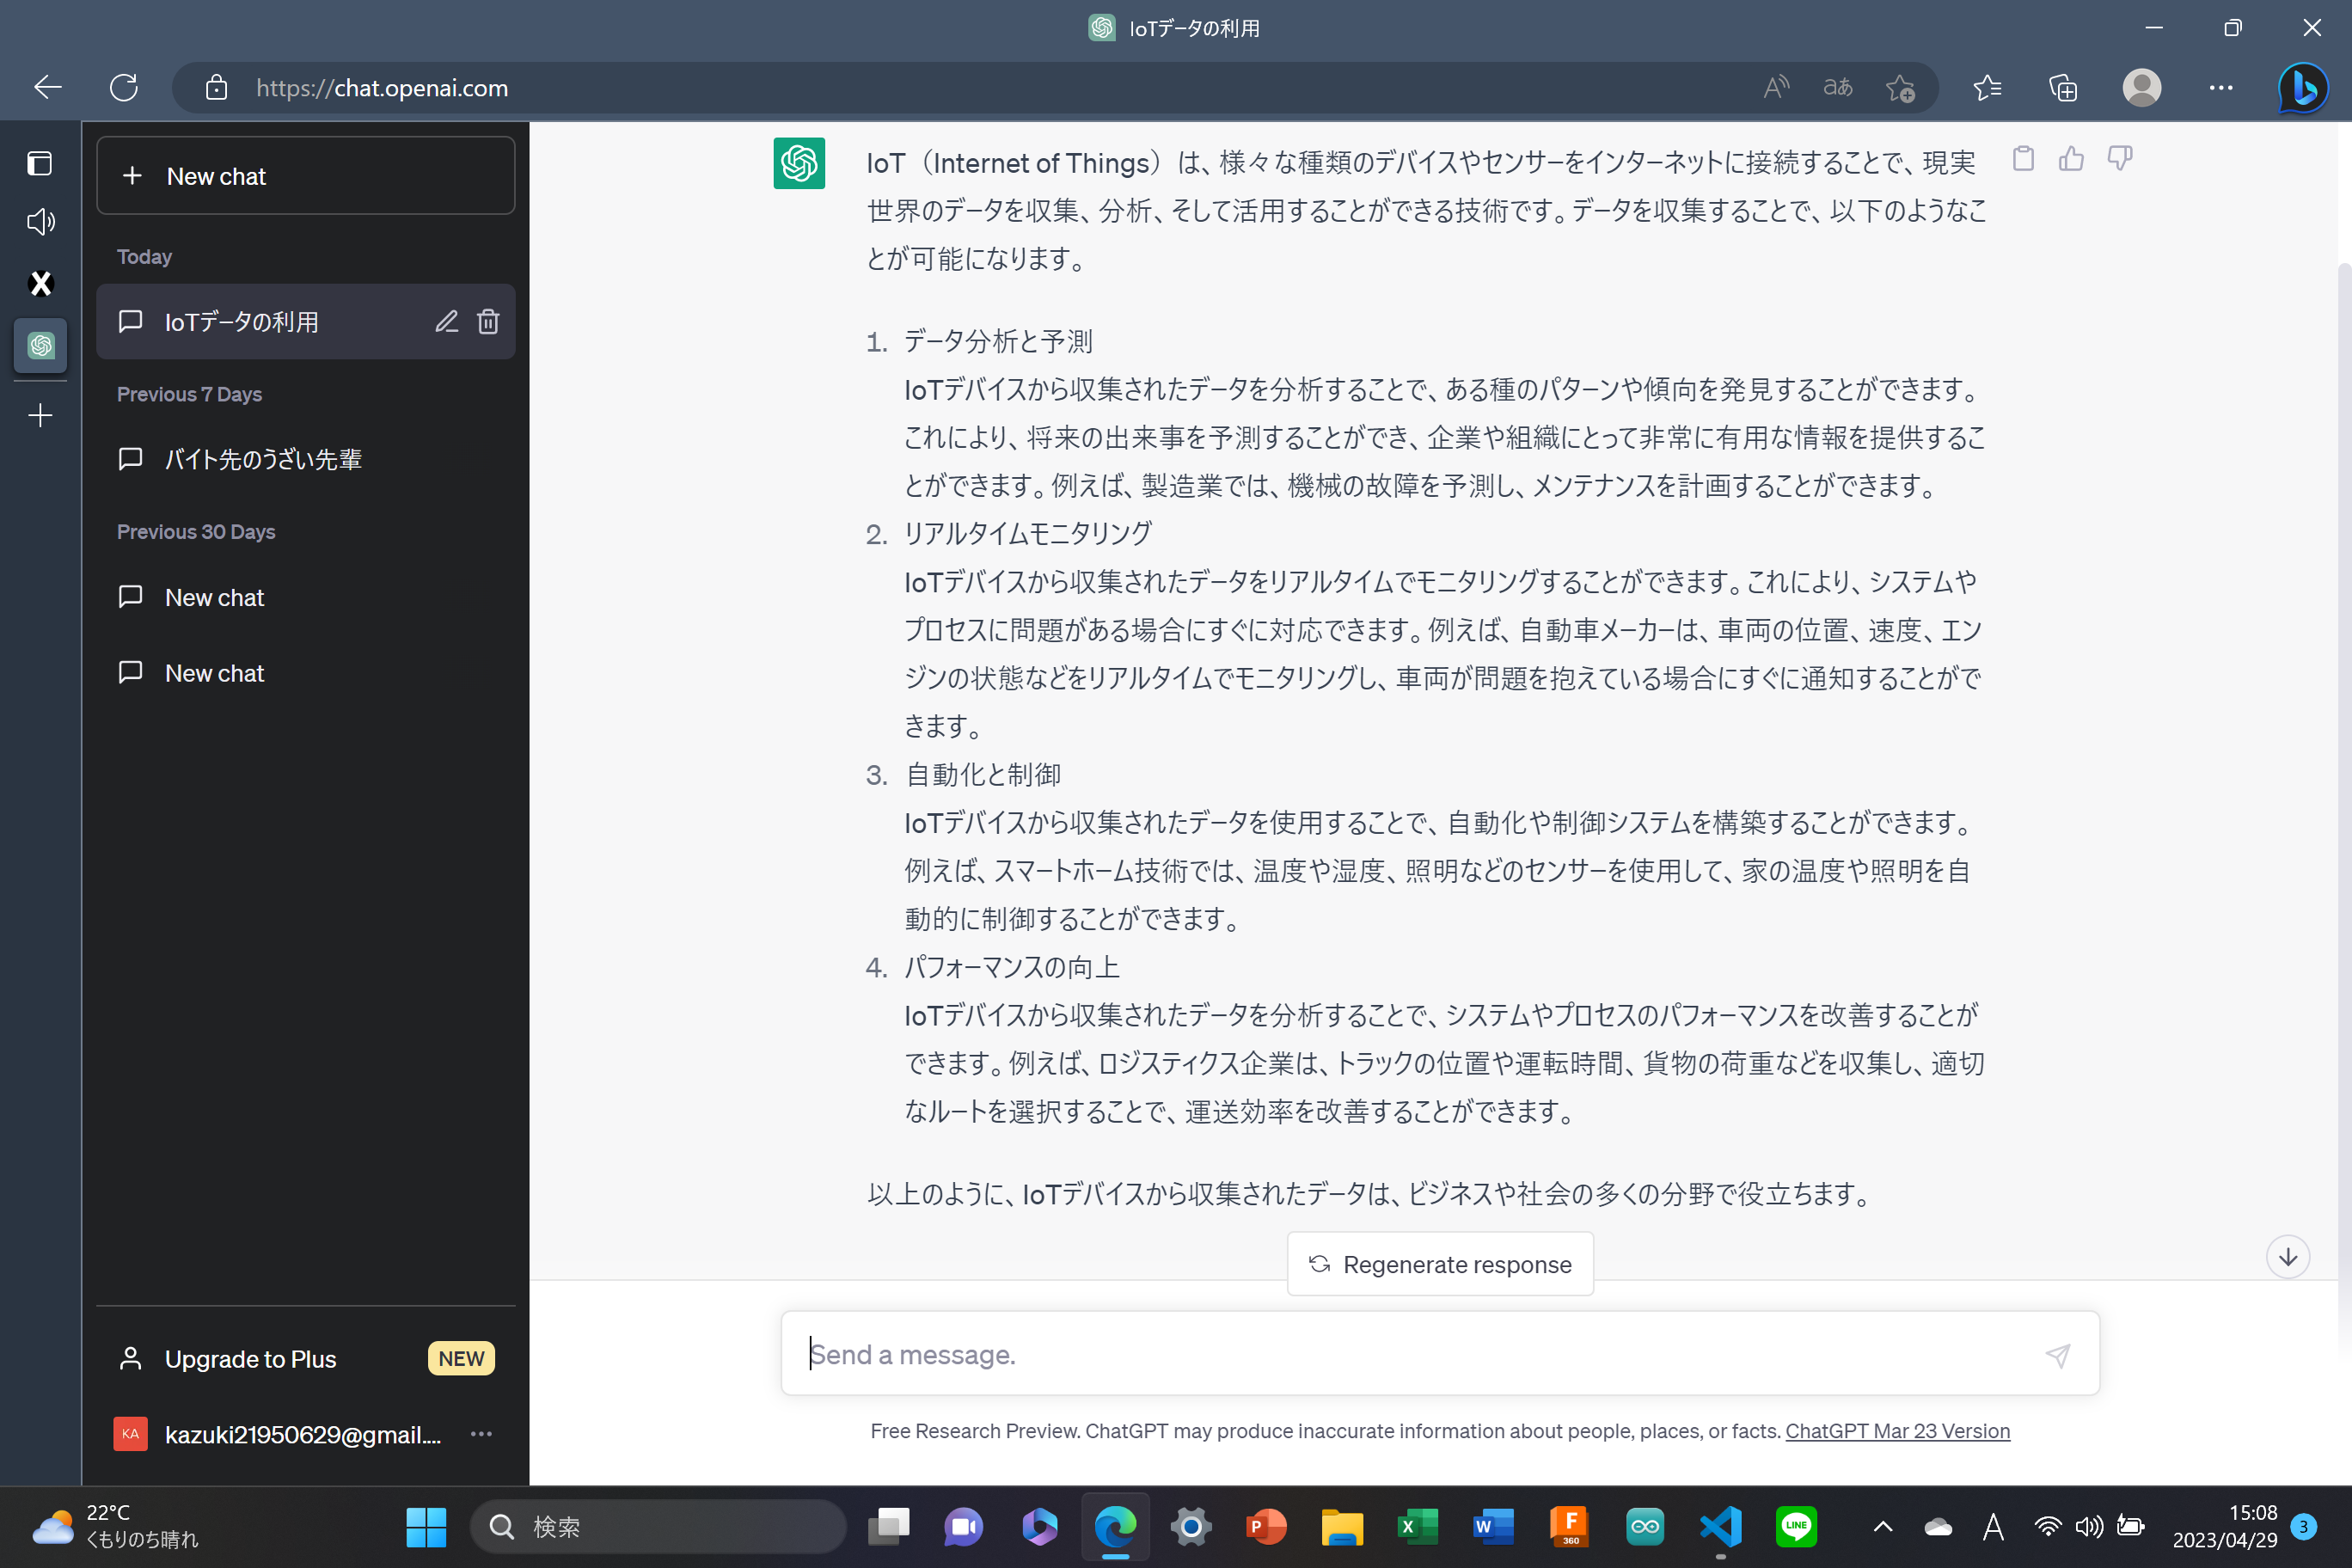 IoTデータの利用
https://chat.openai.com
aあ
New chat
Today
IoTデータの利用
Previous 7 Days
バイト先のうざい先輩
Previous 30 Days
New chat
New chat
Upgrade to Plus
NEW
KA
kazuki21950629@gmail....
IoT（Internet of Things）は、様々な種類のデバイスやセンサーをインターネットに接続することで、現実
世界のデータを収集、分析、そして活用することができる技術です。データを収集することで、以下のようなこ
とが可能になります。
1. データ分析と予測
IoTデバイスから収集されたデータを分析することで、ある種のパターンや傾向を発見することができます。
これにより、将来の出来事を予測することができ、企業や組織にとって非常に有用な情報を提供するこ
とができます。例えば、製造業では、機械の故障を予測し、メンテナンスを計画することができます。
2. リアルタイムモニタリング
IoTデバイスから収集されたデータをリアルタイムでモニタリングすることができます。これにより、システムや
プロセスに問題がある場合にすぐに対応できます。例えば、自動車メーカーは、車両の位置、速度、エン
ジンの状態などをリアルタイムでモニタリングし、車両が問題を抱えている場合にすぐに通知することがで
きます。
3. 自動化と制御
IoTデバイスから収集されたデータを使用することで、自動化や制御システムを構築することができます。
例えば、スマートホーム技術では、温度や湿度、照明などのセンサーを使用して、家の温度や照明を自
動的に制御することができます。
4. パフォーマンスの向上
IoTデバイスから収集されたデータを分析することで、システムやプロセスのパフォーマンスを改善することが
できます。例えば、ロジスティクス企業は、トラックの位置や運転時間、貨物の荷重などを収集し、適切
なルートを選択することで、運送効率を改善することができます。
以上のように、IoTデバイスから収集されたデータは、ビジネスや社会の多くの分野で役立ちます。
Regenerate response
Send a message.
Free Research Preview. ChatGPT may produce inaccurate information about people, places, or facts. ChatGPT Mar 23 Version
22°C
くもりのち晴れ
検索
P
X
W
F
360
LINE
A
15:08
2023/04/29
3